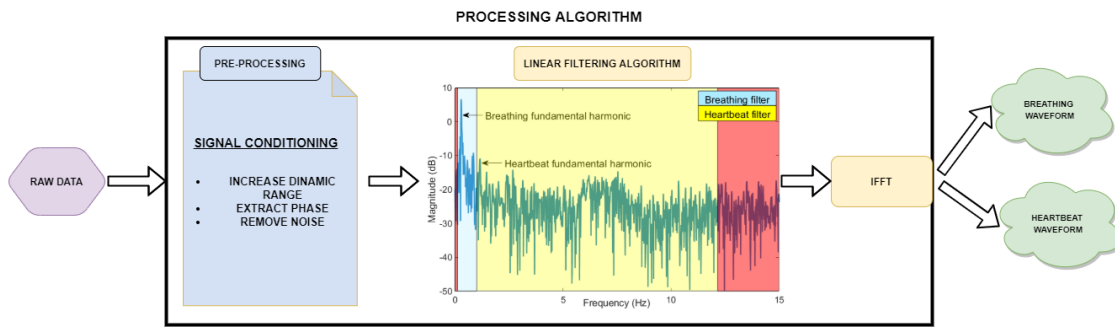 PROCESSING ALGORITHM
PRE-PROCESSING
LINEAR FILTERING ALGORITHM
RAW DATA
SIGNAL CONDITIONING
• INCREASE DINAMIC
RANGE
• EXTRACT PHASE
• REMOVE NOISE
Magnitude (dB)
10
0
-10
-20
-30
-40
-50
Breathing filter
Heartbeat filter
Breathing fundamental harmonic
Heartbeat fundamental harmonic
0
5
10
15
Frequency (Hz)
IFFT
BREATHING
WAVEFORM
HEARTBEAT
WAVEFORM